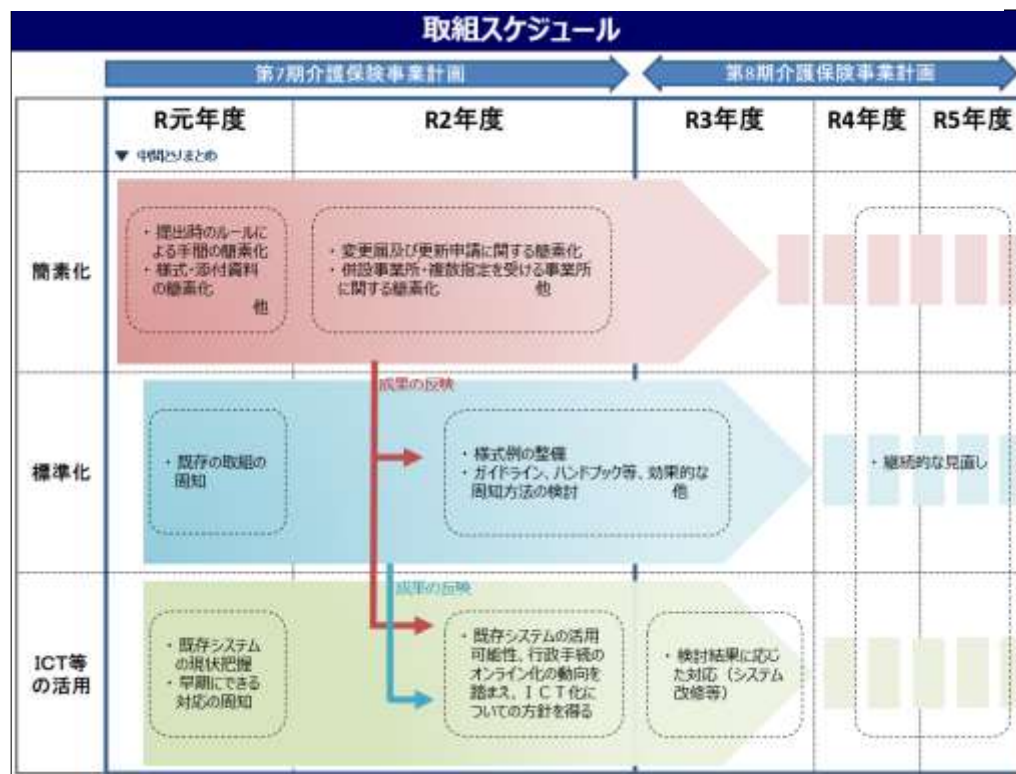 取組スケジュール
第7期介護保険事業計画
第8期介護保険事業計画
R元年度
R2年度
R3年度
R4年度
R5年度
▼ 中間とりまとめ
簡素化
・提出時のルールに
よる手間の簡素化
・様式・添付資料
の簡素化
他
・変更届及び更新申請に関する簡素化
・併設事業所・複数指定を受ける事業所
に関する簡素化 他
成果の反映
標準化
・既存の取組の
周知
・様式例の整備
・ガイドライン、ハンドブック等、効果的な
周知方法の検討 他
・継続的な見直し
成果の反映
ICT等
の活用
・既存システム
の現状把握
・早期にできる
対応の周知
・既存システムの活用
可能性、行政手続の
オンライン化の動向を
踏まえ、ICT化に
ついての方針を得る
・検討結果に応じ
た対応（システム
改修等）